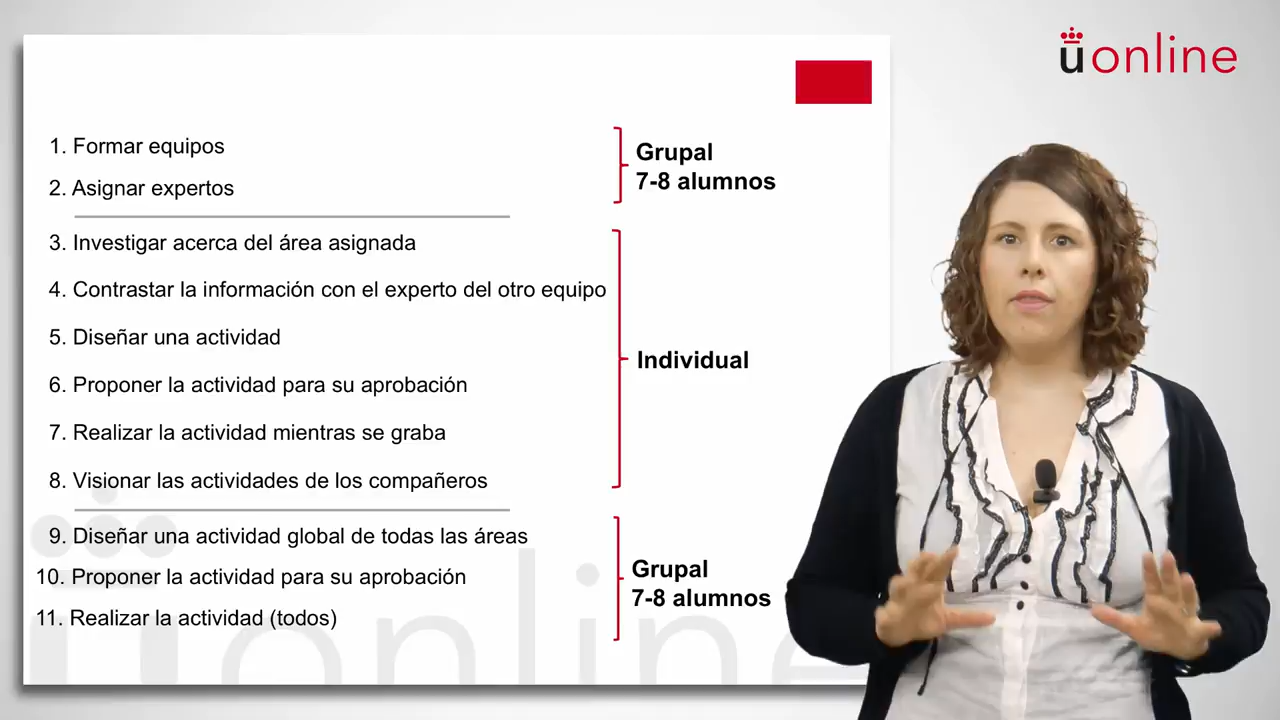 üonline
1. Formar equipos
2. Asignar expertos
Grupal
7-8 alumnos
3. Investigar acerca del área asignada
4. Contrastar la información con el experto del otro equipo
5. Diseñar una actividad
6. Proponer la actividad para su aprobación
7. Realizar la actividad mientras se graba
8. Visionar las actividades de los compañeros
Individual
9. Diseñar una actividad global de todas las áreas
10. Proponer la actividad para su aprobación
11. Realizar la actividad (todos)
Grupal
7-8 alumnos
üonline